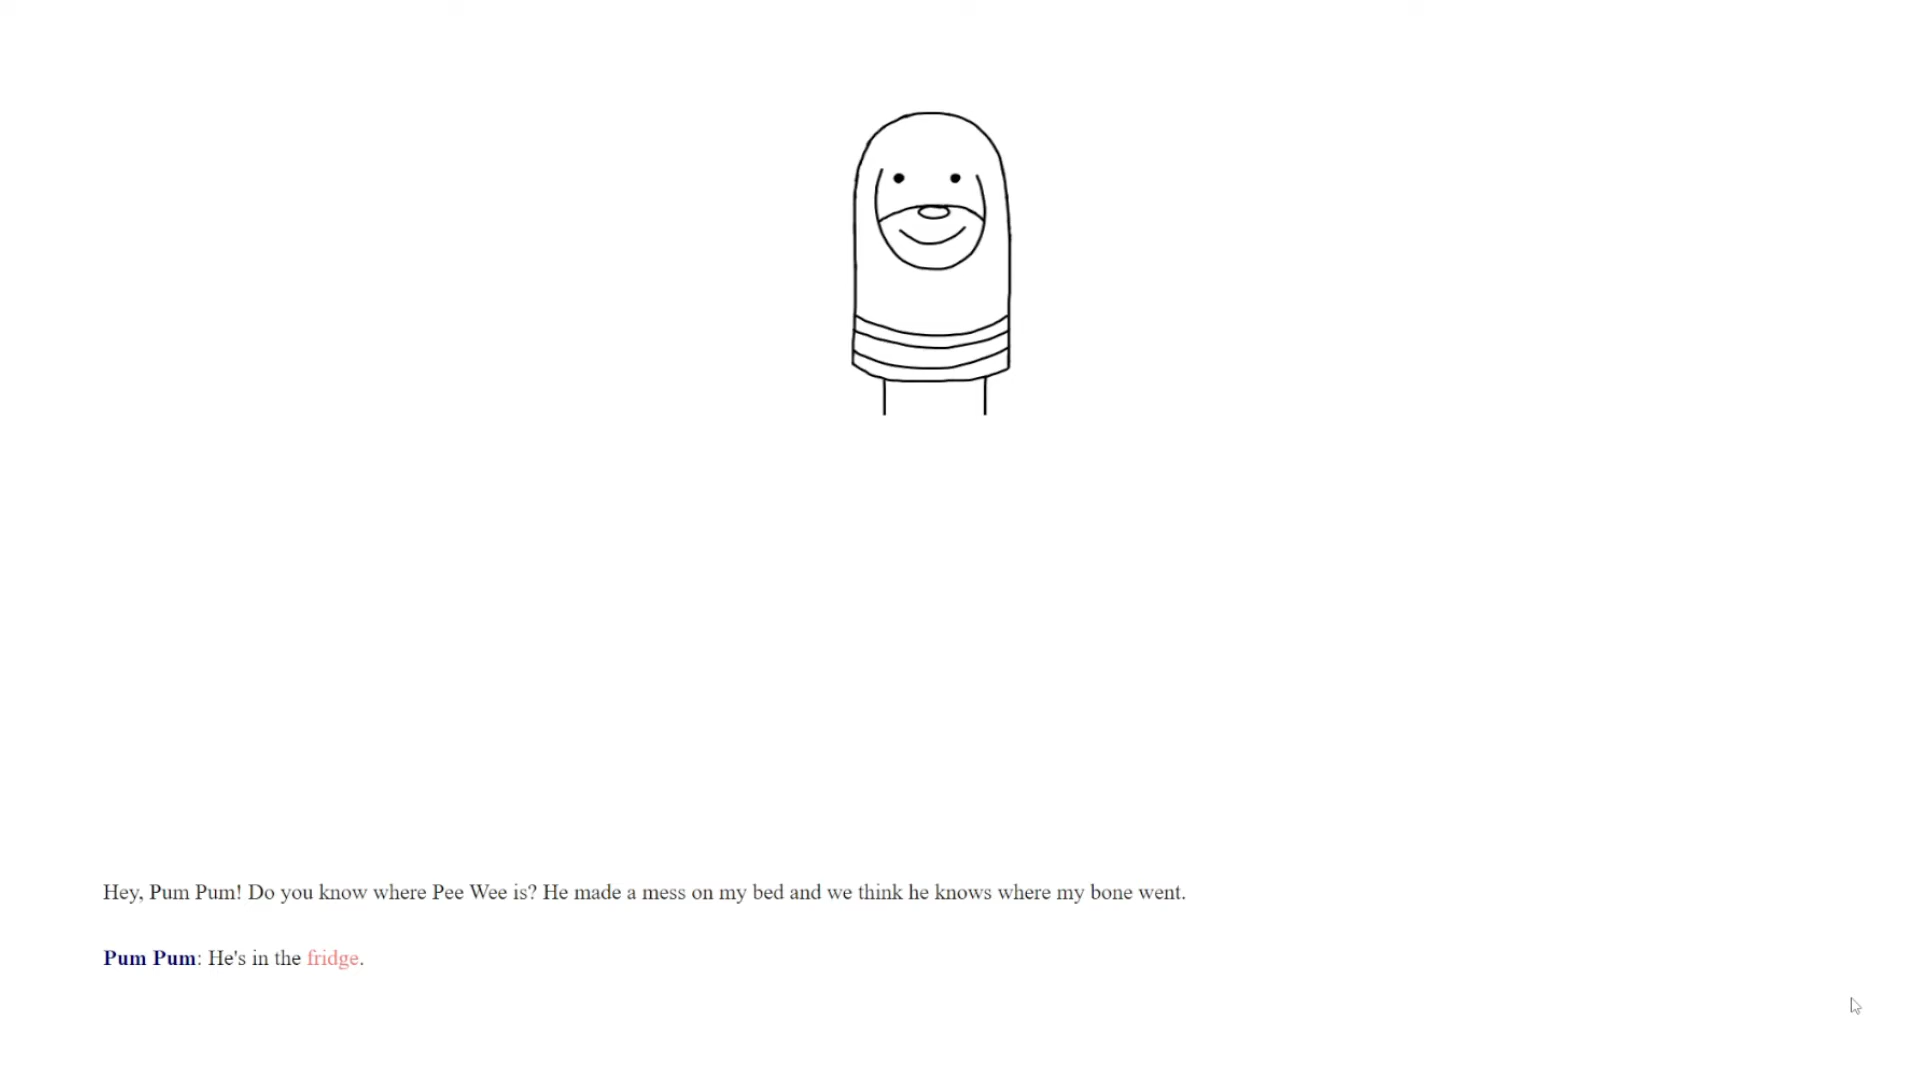 Hey, Pum Pum! Do you know where Pee Wee is? He made a mess on my bed and we think he knows where my bone went.
Pum Pum: He's in the fridge.